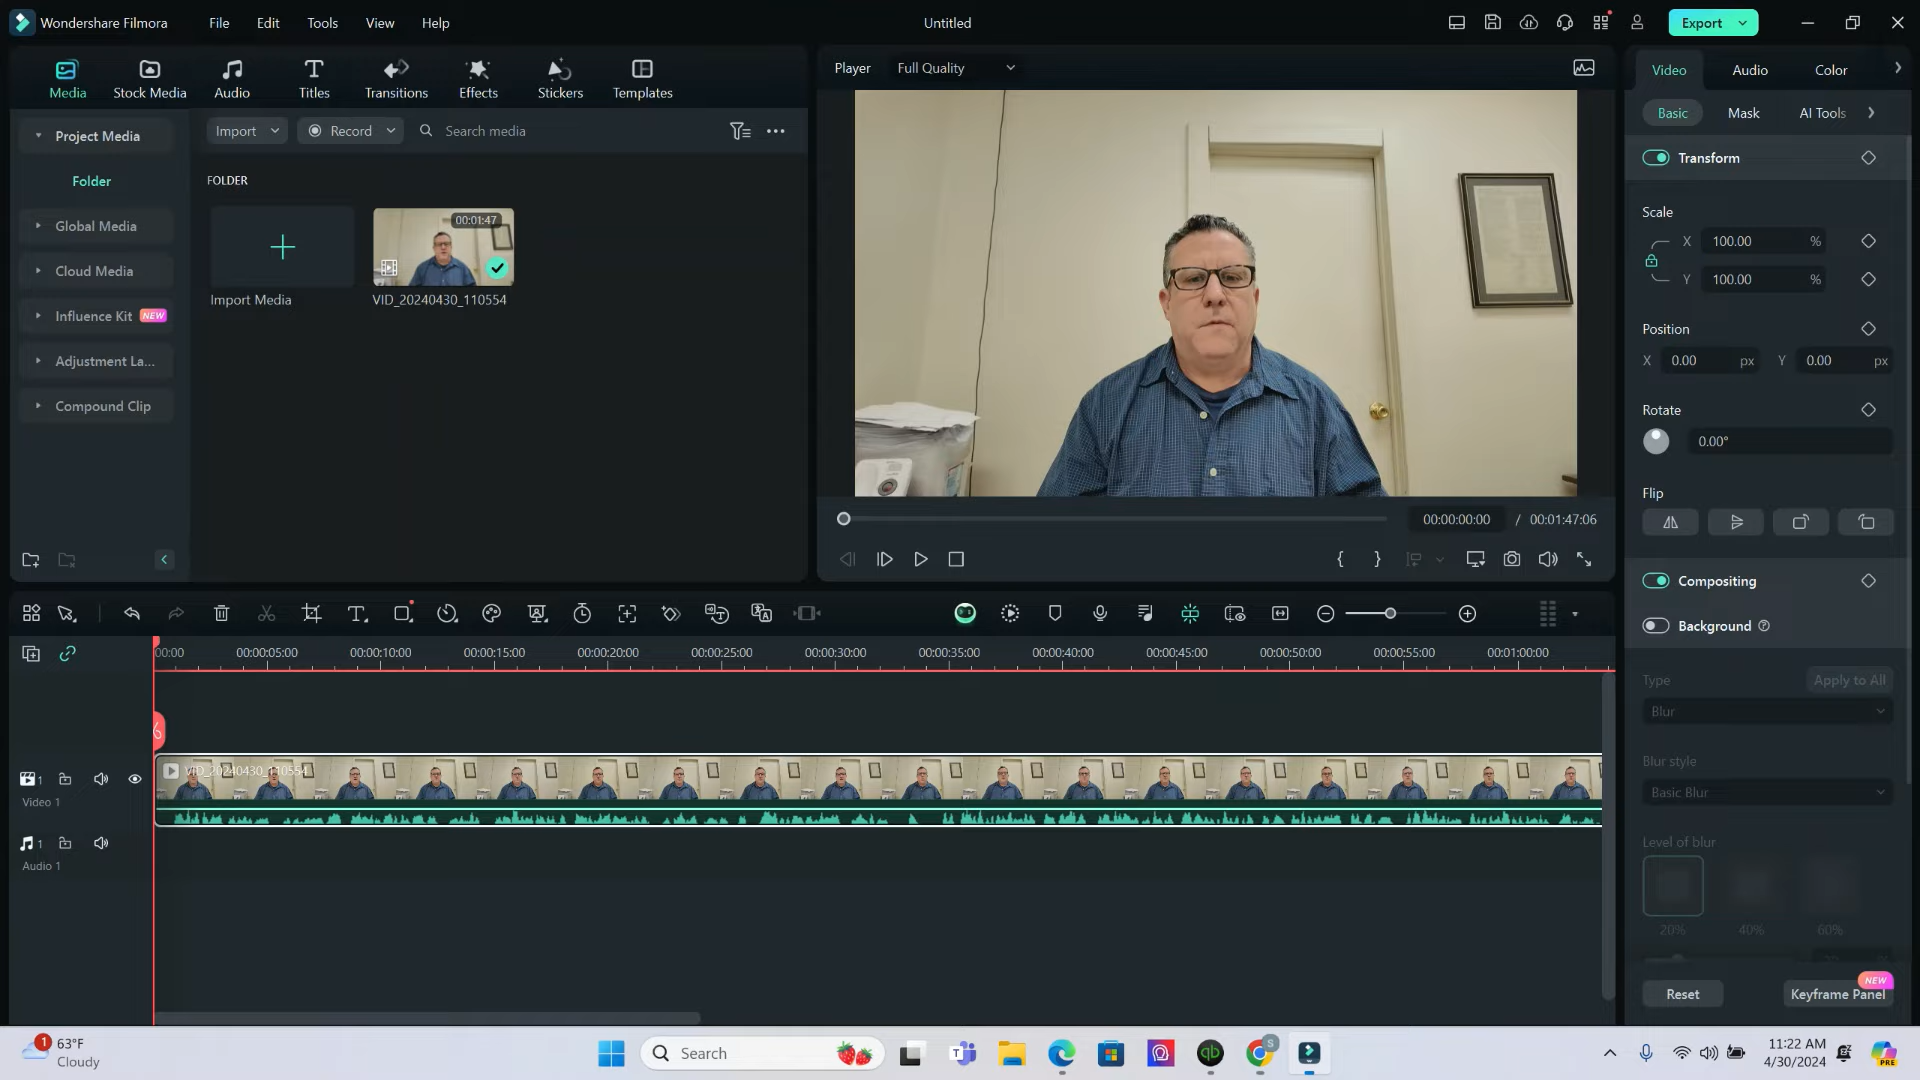 Wondershare Filmora File Edit Tools View Help Untitled Export
Media Stock Media Audio Titles Transitions Effects Stickers Templates
Player Full Quality
Video Audio Color
Basic Mask AI Tools
Project Media
Import Record Search media
Folder
FOLDER
Global Media
Cloud Media
Influence Kit NEW
Adjustment La...
Compound Clip
00:01:47
Import Media VID_20240430_110554
Transform
Scale
X 100.00 %
Y 100.00 %
Position
X 0.00 px Y 0.00 px
Rotate
0.00°
Flip
00:00:00:00 / 00:01:47:06
{ }
Compositing
Background
Type Apply to All
Blur
Blur style
Basic Blur
Level of blur
20% 40% 60%
Reset NEW
Keyframe Panel
00:00 00:00:05:00 00:00:10:00 00:00:15:00 00:00:20:00 00:00:25:00 00:00:30:00 00:00:35:00 00:00:40:00 00:00:45:00 00:00:50:00 00:00:55:00 00:01:00:00
VID_20240430_110554
1
Video 1
1
Audio 1
1 63°F
Cloudy
Search
T
qb
S
11:22 AM
4/30/2024
PRE